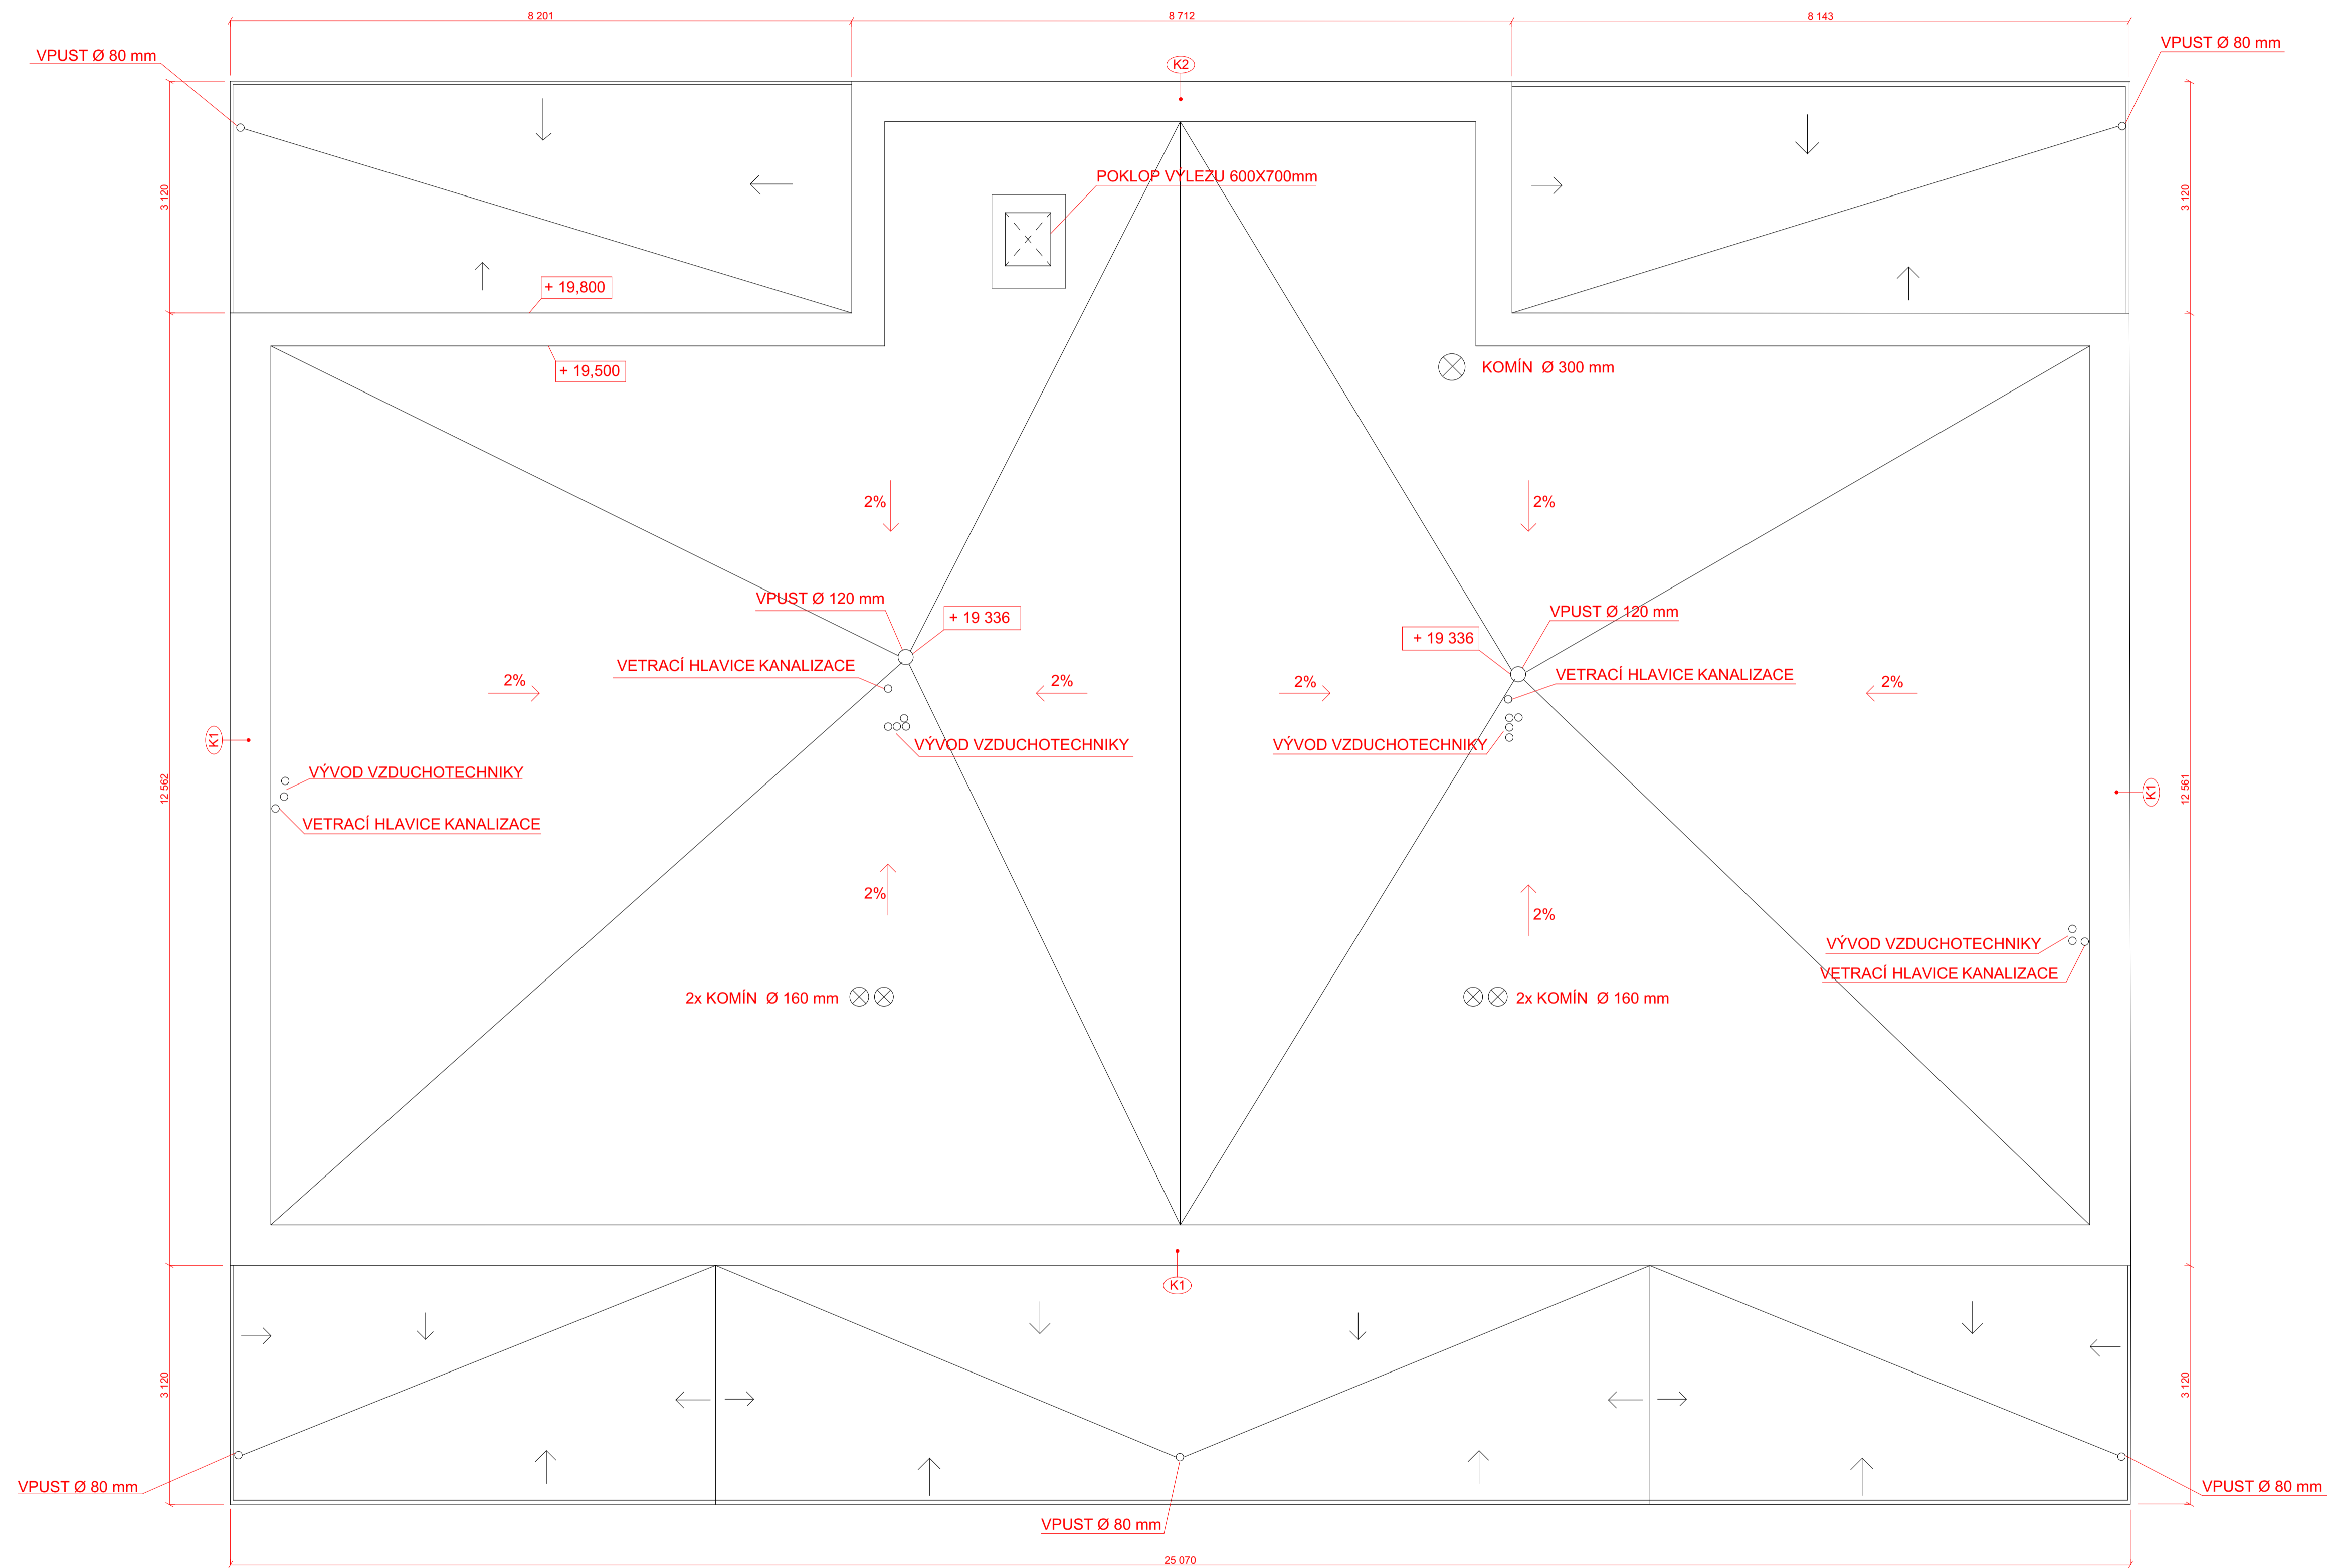 8 201
8 712
8 143
VPUST Ø 80 mm
VPUST Ø 80 mm
K2
POKLOP VÝLEZU 600X700mm
3 120
3 120
+ 19,800
+ 19,500
KOMÍN Ø 300 mm
2%
2%
VPUST Ø 120 mm
+ 19 336
VPUST Ø 120 mm
+ 19 336
VETRACÍ HLAVICE KANALIZACE
VETRACÍ HLAVICE KANALIZACE
2%
2%
2%
2%
K1
VÝVOD VZDUCHOTECHNIKY
VÝVOD VZDUCHOTECHNIKY
VÝVOD VZDUCHOTECHNIKY
12 562
12 561
K1
VETRACÍ HLAVICE KANALIZACE
2%
2%
VÝVOD VZDUCHOTECHNIKY
VETRACÍ HLAVICE KANALIZACE
2x KOMÍN Ø 160 mm
2x KOMÍN Ø 160 mm
K1
3 120
3 120
VPUST Ø 80 mm
VPUST Ø 80 mm
VPUST Ø 80 mm
25 070